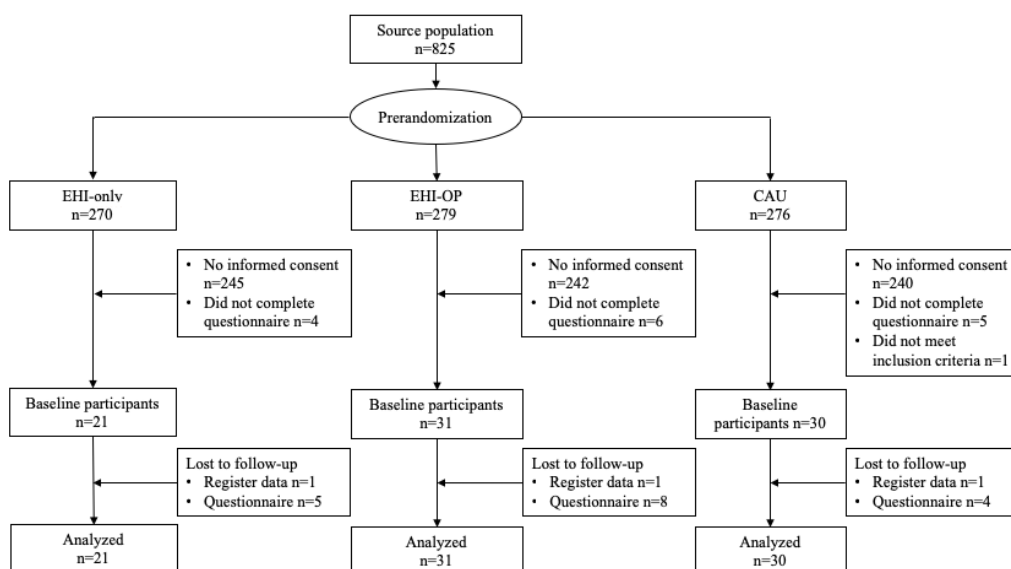 Source population
n=825
Prerandomization
EHI-onlv
n=270
EHI-OP
n=279
CAU
n=276
• No informed consent
n=245
• Did not complete
questionnaire n=4
• No informed consent
n=242
• Did not complete
questionnaire n=6
• No informed consent
n=240
• Did not complete
questionnaire n=5
• Did not meet
inclusion criteria n=1
Baseline participants
n=21
Baseline participants
n=31
Baseline
participants n=30
Lost to follow-up
• Register data n=1
• Questionnaire n=5
Lost to follow-up
• Register data n=1
• Questionnaire n=8
Lost to follow-up
• Register data n=1
• Questionnaire n=4
Analyzed
n=21
Analyzed
n=31
Analyzed
n=30